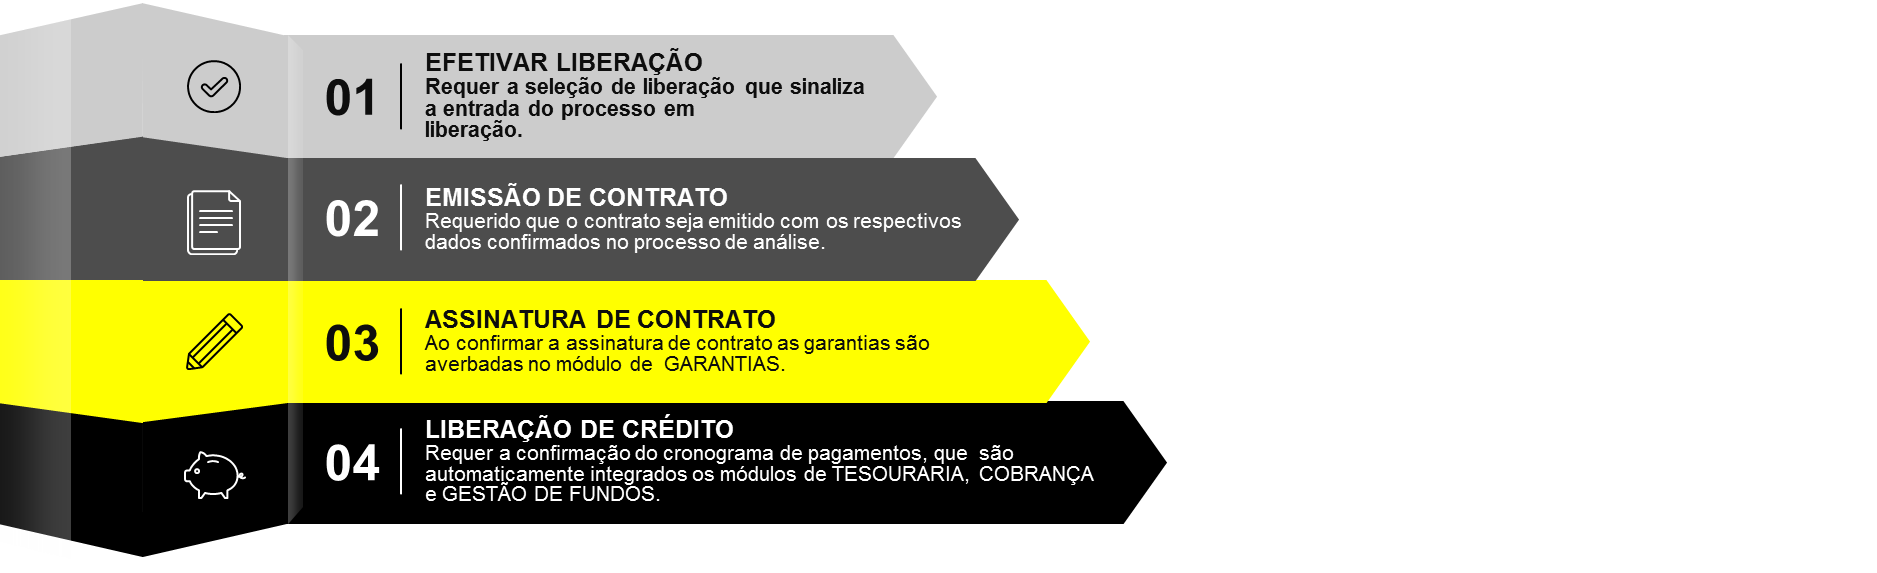 01
EFETIVAR LIBERAÇÃO
Requer a seleção de liberação que sinaliza
a entrada do processo em
liberação.
02
EMISSÃO DE CONTRATO
Requerido que o contrato seja emitido com os respectivos
dados confirmados no processo de análise.
03
ASSINATURA DE CONTRATO
Ao confirmar a assinatura de contrato as garantias são
averbadas no módulo de GARANTIAS.
04
LIBERAÇÃO DE CRÉDITO
Requer a confirmação do cronograma de pagamentos, que são
automaticamente integrados os módulos de TESOURARIA, COBRANÇA
e GESTÃO DE FUNDOS.